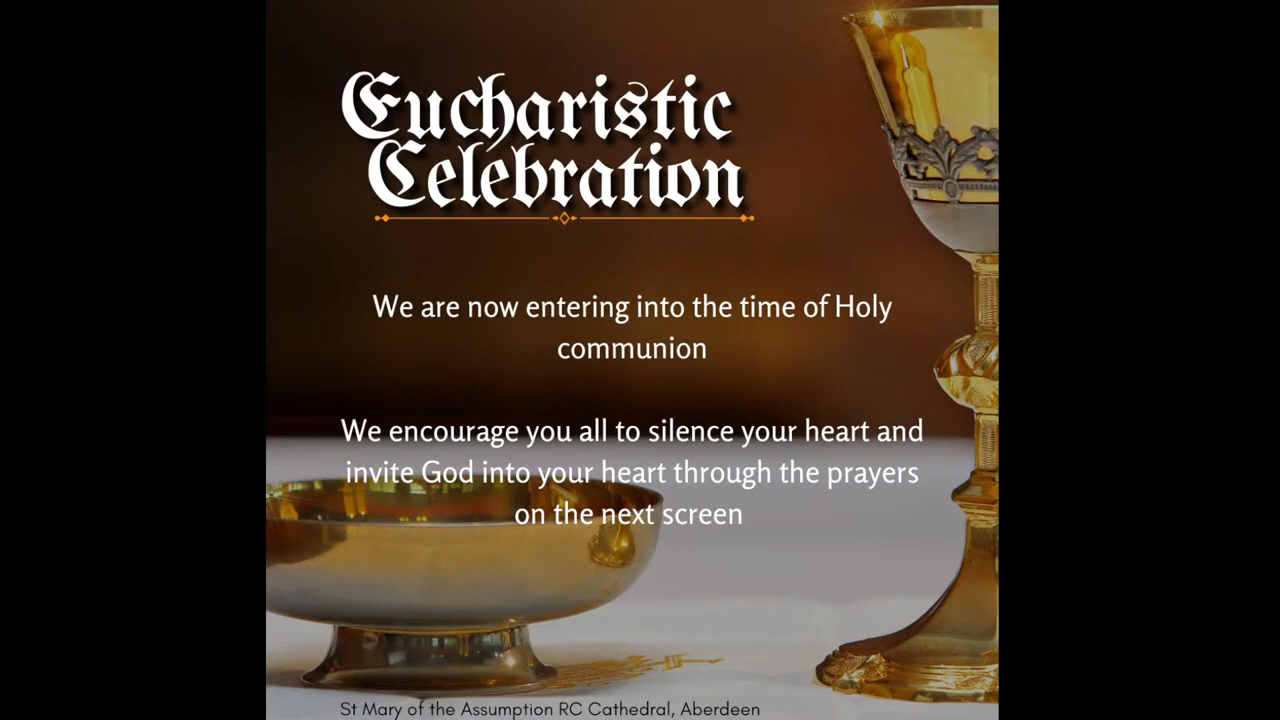 Eucharistic
Celebration
We are now entering into the time of Holy
communion
We encourage you all to silence your heart and
invite God into your heart through the prayers
on the next screen
St Mary of the Assumption RC Cathedral, Aberdeen